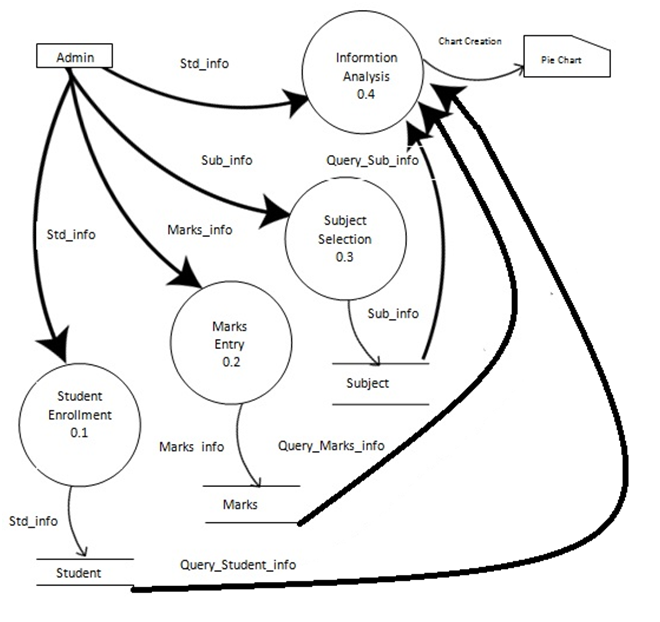 Admin
Std_info
Informtion
Analysis
0.4
Chart Creation
Pie Chart
Sub_info
Query_Sub_info
Std_info
Marks_info
Subject
Selection
0.3
Marks
Entry
0.2
Sub_info
Subject
Student
Enrollment
0.1
Marks info
Query_Marks_info
Marks
Std_info
Student
Query_Student_info